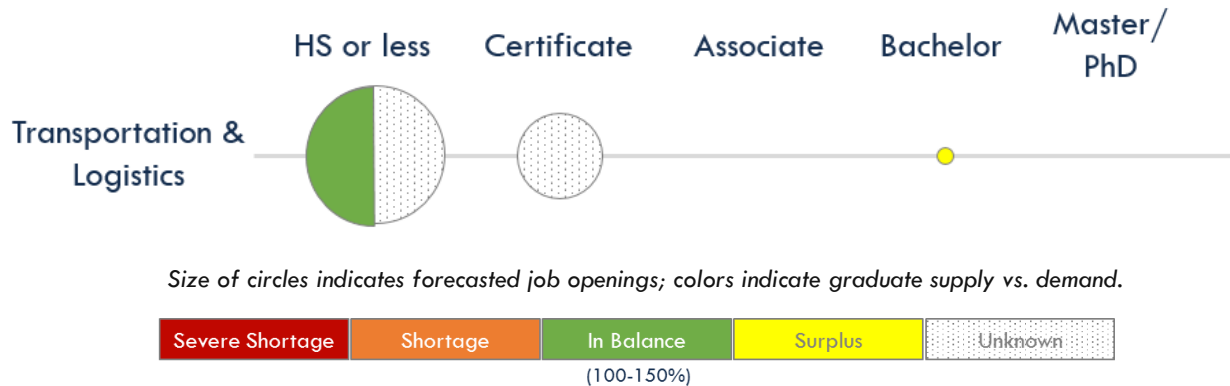 HS or less
Certificate
Associate
Bachelor
Master/
PhD
Transportation &
Logistics
Size of circles indicates forecasted job openings; colors indicate graduate supply vs. demand.
Severe Shortage
Shortage
In Balance
Surplus
Unknown
(100-150%)